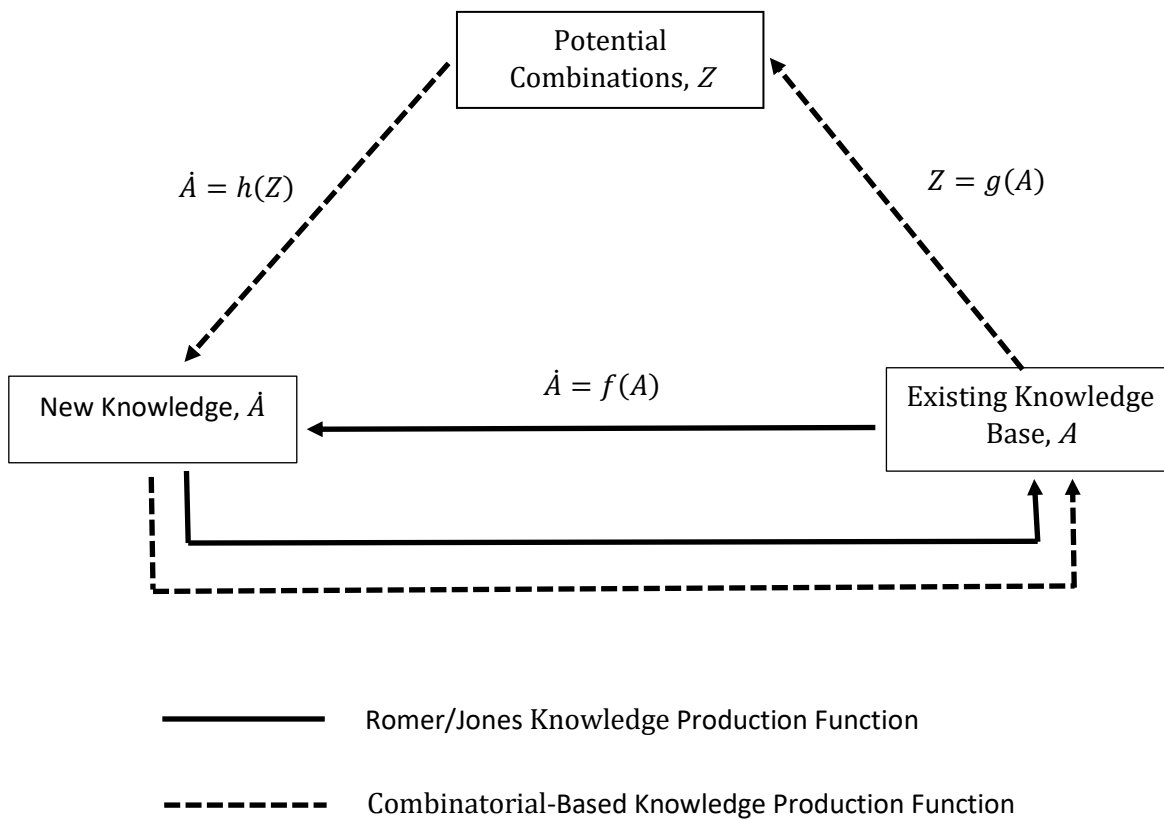 Potential
Combinations, Z
Ȧ = h(Z)
Z = g(A)
New Knowledge, Ȧ
Ȧ = f(A)
Existing Knowledge
Base, A
Romer/Jones Knowledge Production Function
Combinatorial-Based Knowledge Production Function